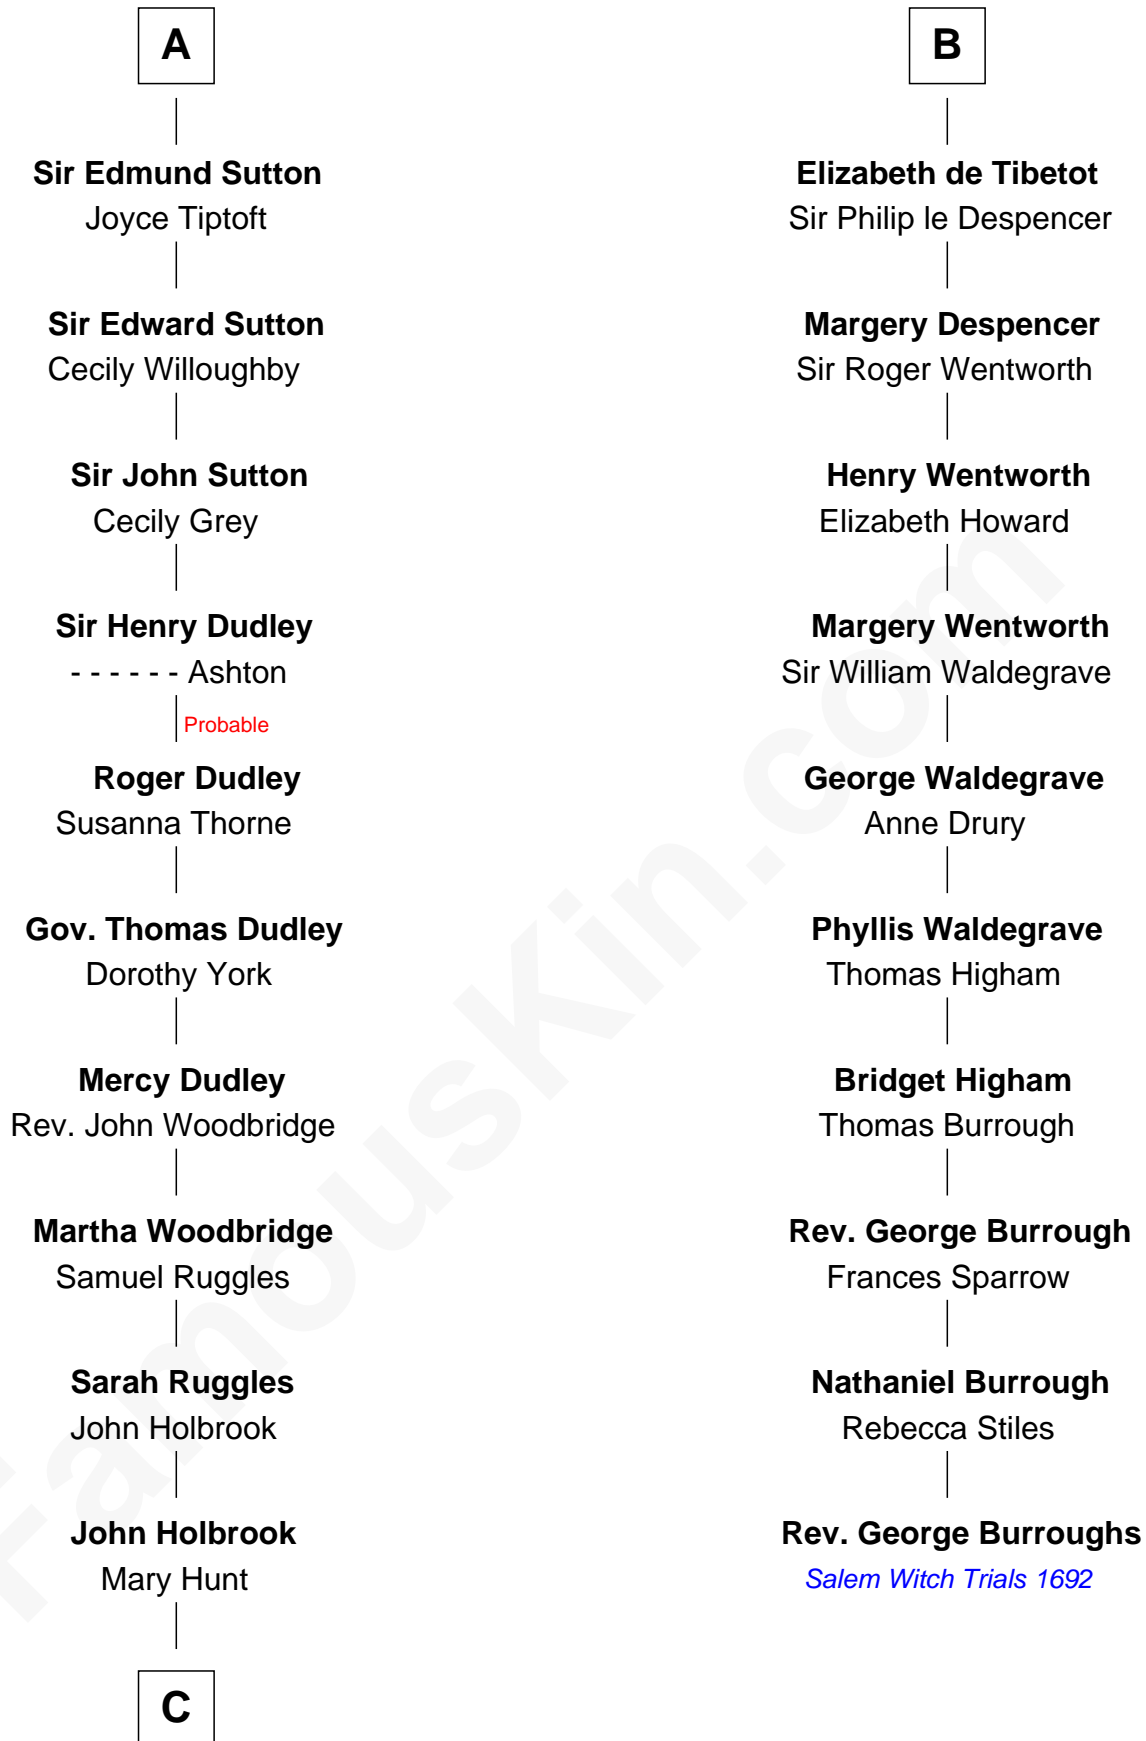 A
Sir Edmund Sutton
Joyce Tiptoft
Sir Edward Sutton
Cecily Willoughby
Sir John Sutton
Cecily Grey
Sir Henry Dudley
- - - - - - Ashton
Probable
Roger Dudley
Susanna Thorne
Gov. Thomas Dudley
Dorothy York
Mercy Dudley
Rev. John Woodbridge
Martha Woodbridge
Samuel Ruggles
Sarah Ruggles
John Holbrook
John Holbrook
Mary Hunt
C
B
Elizabeth de Tibetot
Sir Philip le Despencer
Margery Despencer
Sir Roger Wentworth
Henry Wentworth
Elizabeth Howard
Margery Wentworth
Sir William Waldegrave
George Waldegrave
Anne Drury
Phyllis Waldegrave
Thomas Higham
Bridget Higham
Thomas Burrough
Rev. George Burrough
Frances Sparrow
Nathaniel Burrough
Rebecca Stiles
Rev. George Burroughs
Salem Witch Trials 1692
FamousKin.com